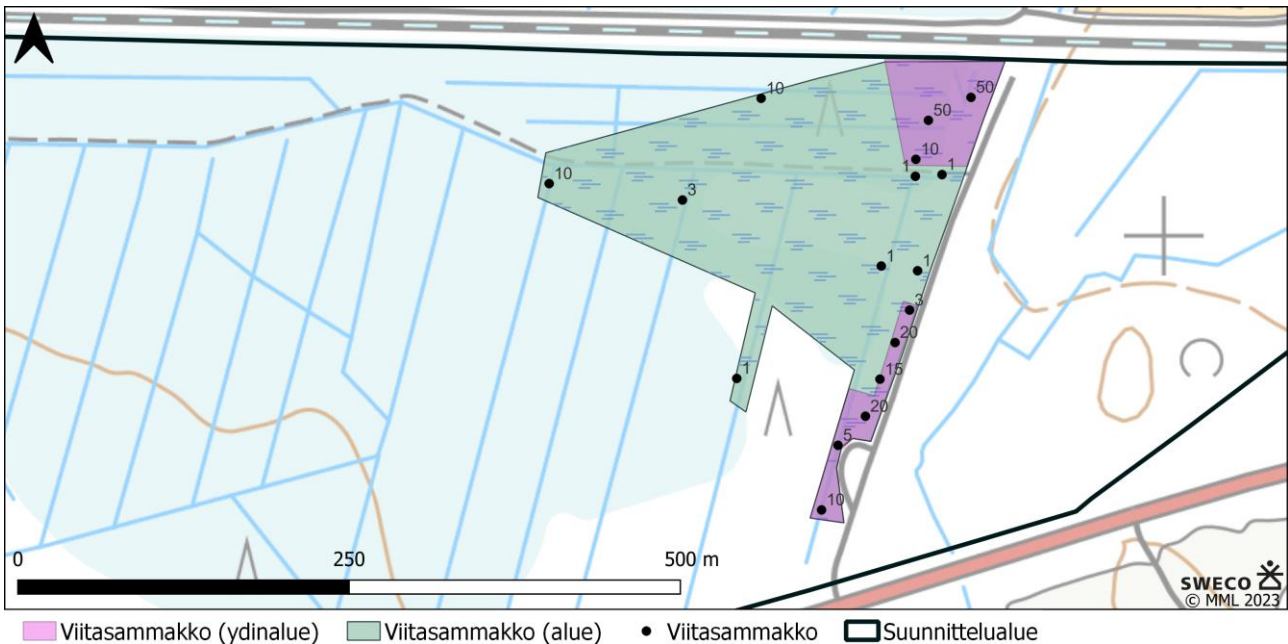 10
50
50
10
1
1
10
3
1
1
3
20
15
1
20
5
10
0
250
500 m
SWECO
© MML 2023
Viitasammakko (ydinalue)
Viitasammakko (alue)
Viitasammakko
Suunnittelualue